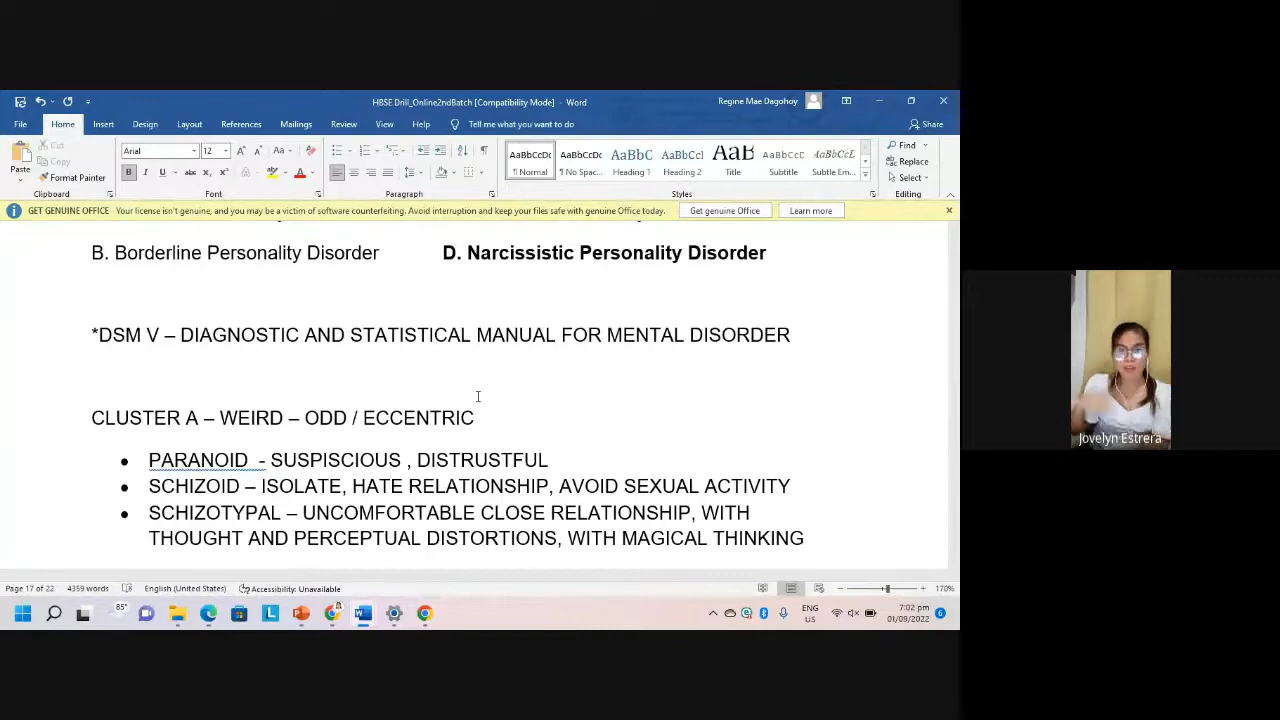 HBSE Drill_Online2ndBatch [Compatibility Mode] - Word
Regine Mae Dagohoy
File Home Insert Design Layout References Mailings Review View Help Tell me what you want to do Share
Paste
Cut
Copy
Format Painter
Clipboard
Arial 12
Font
Paragraph
AaBbCcDc AaBbCcDc AaBbC AaBbCcl AaB AaBbCcD AaBbCcL
¶ Normal ¶ No Spac... Heading 1 Heading 2 Title Subtitle Subtle Em...
Styles
Find
Replace
Select
Editing
GET GENUINE OFFICE Your license isn't genuine, and you may be a victim of software counterfeiting. Avoid interruption and keep your files safe with genuine Office today. Get genuine Office Learn more
B. Borderline Personality Disorder D. Narcissistic Personality Disorder
*DSM V – DIAGNOSTIC AND STATISTICAL MANUAL FOR MENTAL DISORDER
CLUSTER A – WEIRD – ODD / ECCENTRIC
• PARANOID - SUSPISCIOUS , DISTRUSTFUL
• SCHIZOID – ISOLATE, HATE RELATIONSHIP, AVOID SEXUAL ACTIVITY
• SCHIZOTYPAL – UNCOMFORTABLE CLOSE RELATIONSHIP, WITH
THOUGHT AND PERCEPTUAL DISTORTIONS, WITH MAGICAL THINKING
Jovelyn Estrera
Page 17 of 22 4359 words English (United States) Accessibility: Unavailable 170%
85°
ENG
US
7:02 pm
01/09/2022
6